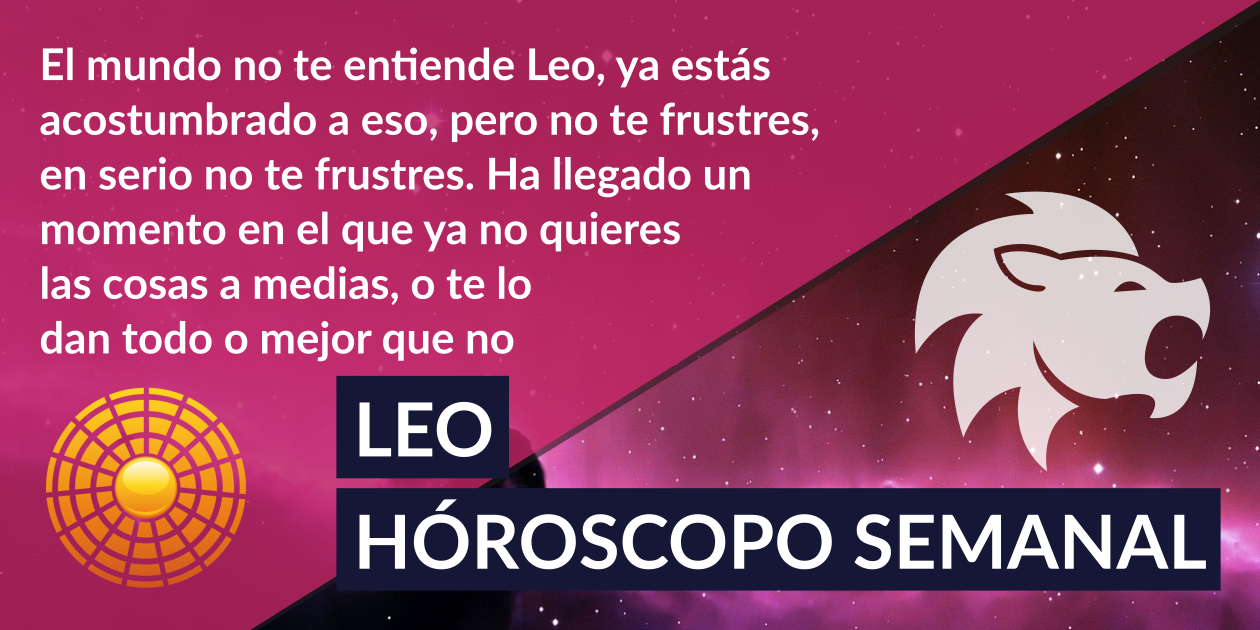 El mundo no te entiende Leo, ya estás
acostumbrado a eso, pero no te frustres,
en serio no te frustres. Ha llegado un
momento en el que ya no quieres
las cosas a medias, o te lo
dan todo o mejor que no
LEO
HÓROSCOPO SEMANAL